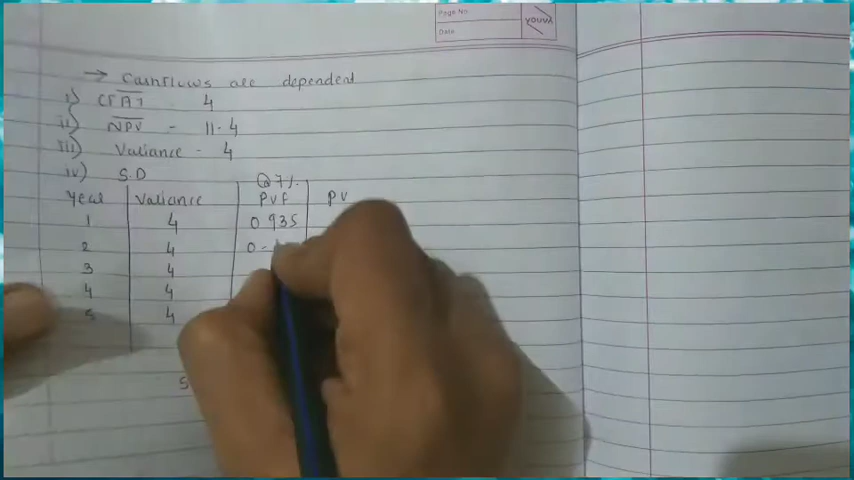 Page No
Date
YOUVA
→ Cashflows are dependent
i) CFAT - 4
ii) NPV - 11.4
iii) Variance - 4
iv) S.D
@7%
Year Variance PVF PV
1 4 0 935
2 4 0.
3 4
4 4
5 4
S